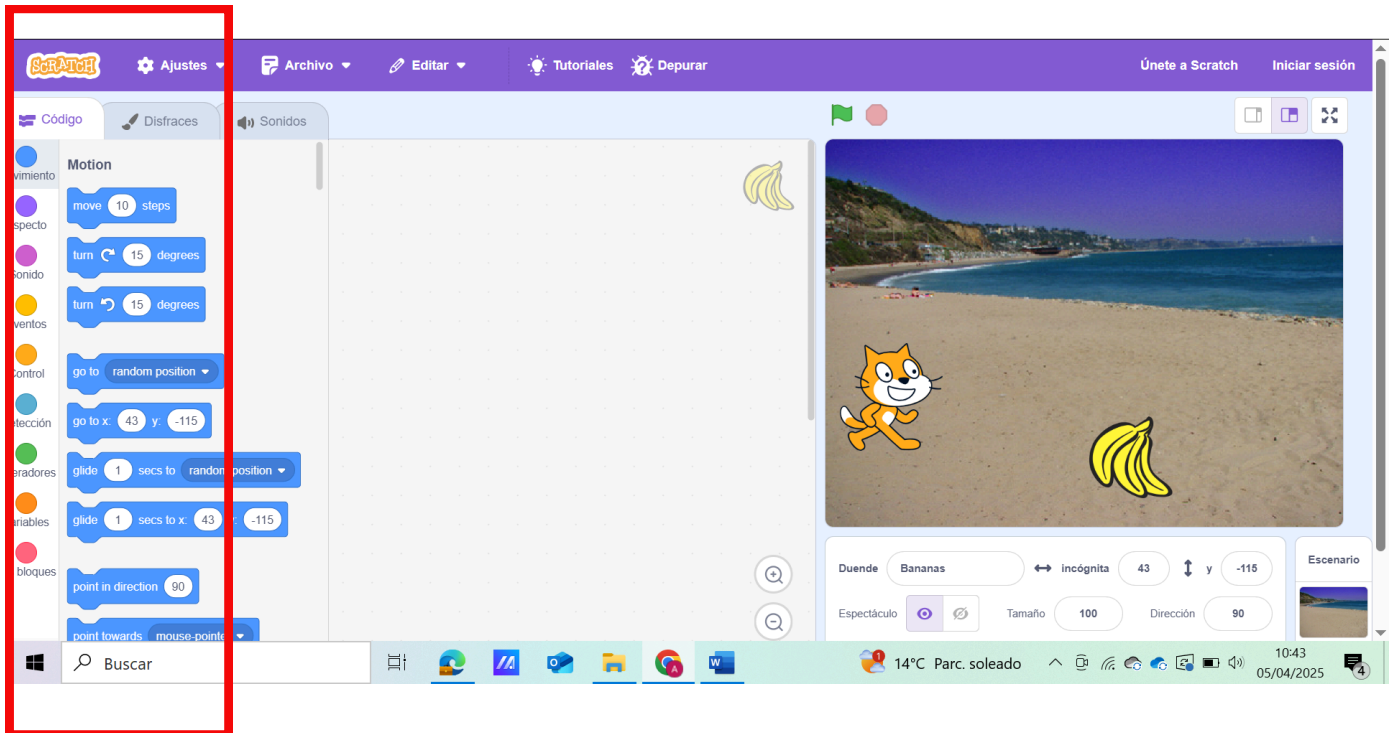 SCRATCH Ajustes Archivo Editar Tutoriales Depurar Únete a Scratch Iniciar sesión
Código Disfraces Sonidos
vimiento
specto
Sonido
ventos
Control
etección
eradores
ariables
bloques
Motion
move 10 steps
turn 15 degrees
turn 15 degrees
go to random position
go to x: 43 y: -115
glide 1 secs to random position
glide 1 secs to x: 43 y: -115
point in direction 90
point towards mouse-pointer
Duende Bananas incógnita 43 y -115
Espectáculo Tamaño 100 Dirección 90
Escenario
Buscar 14°C Parc. soleado 10:43
05/04/2025